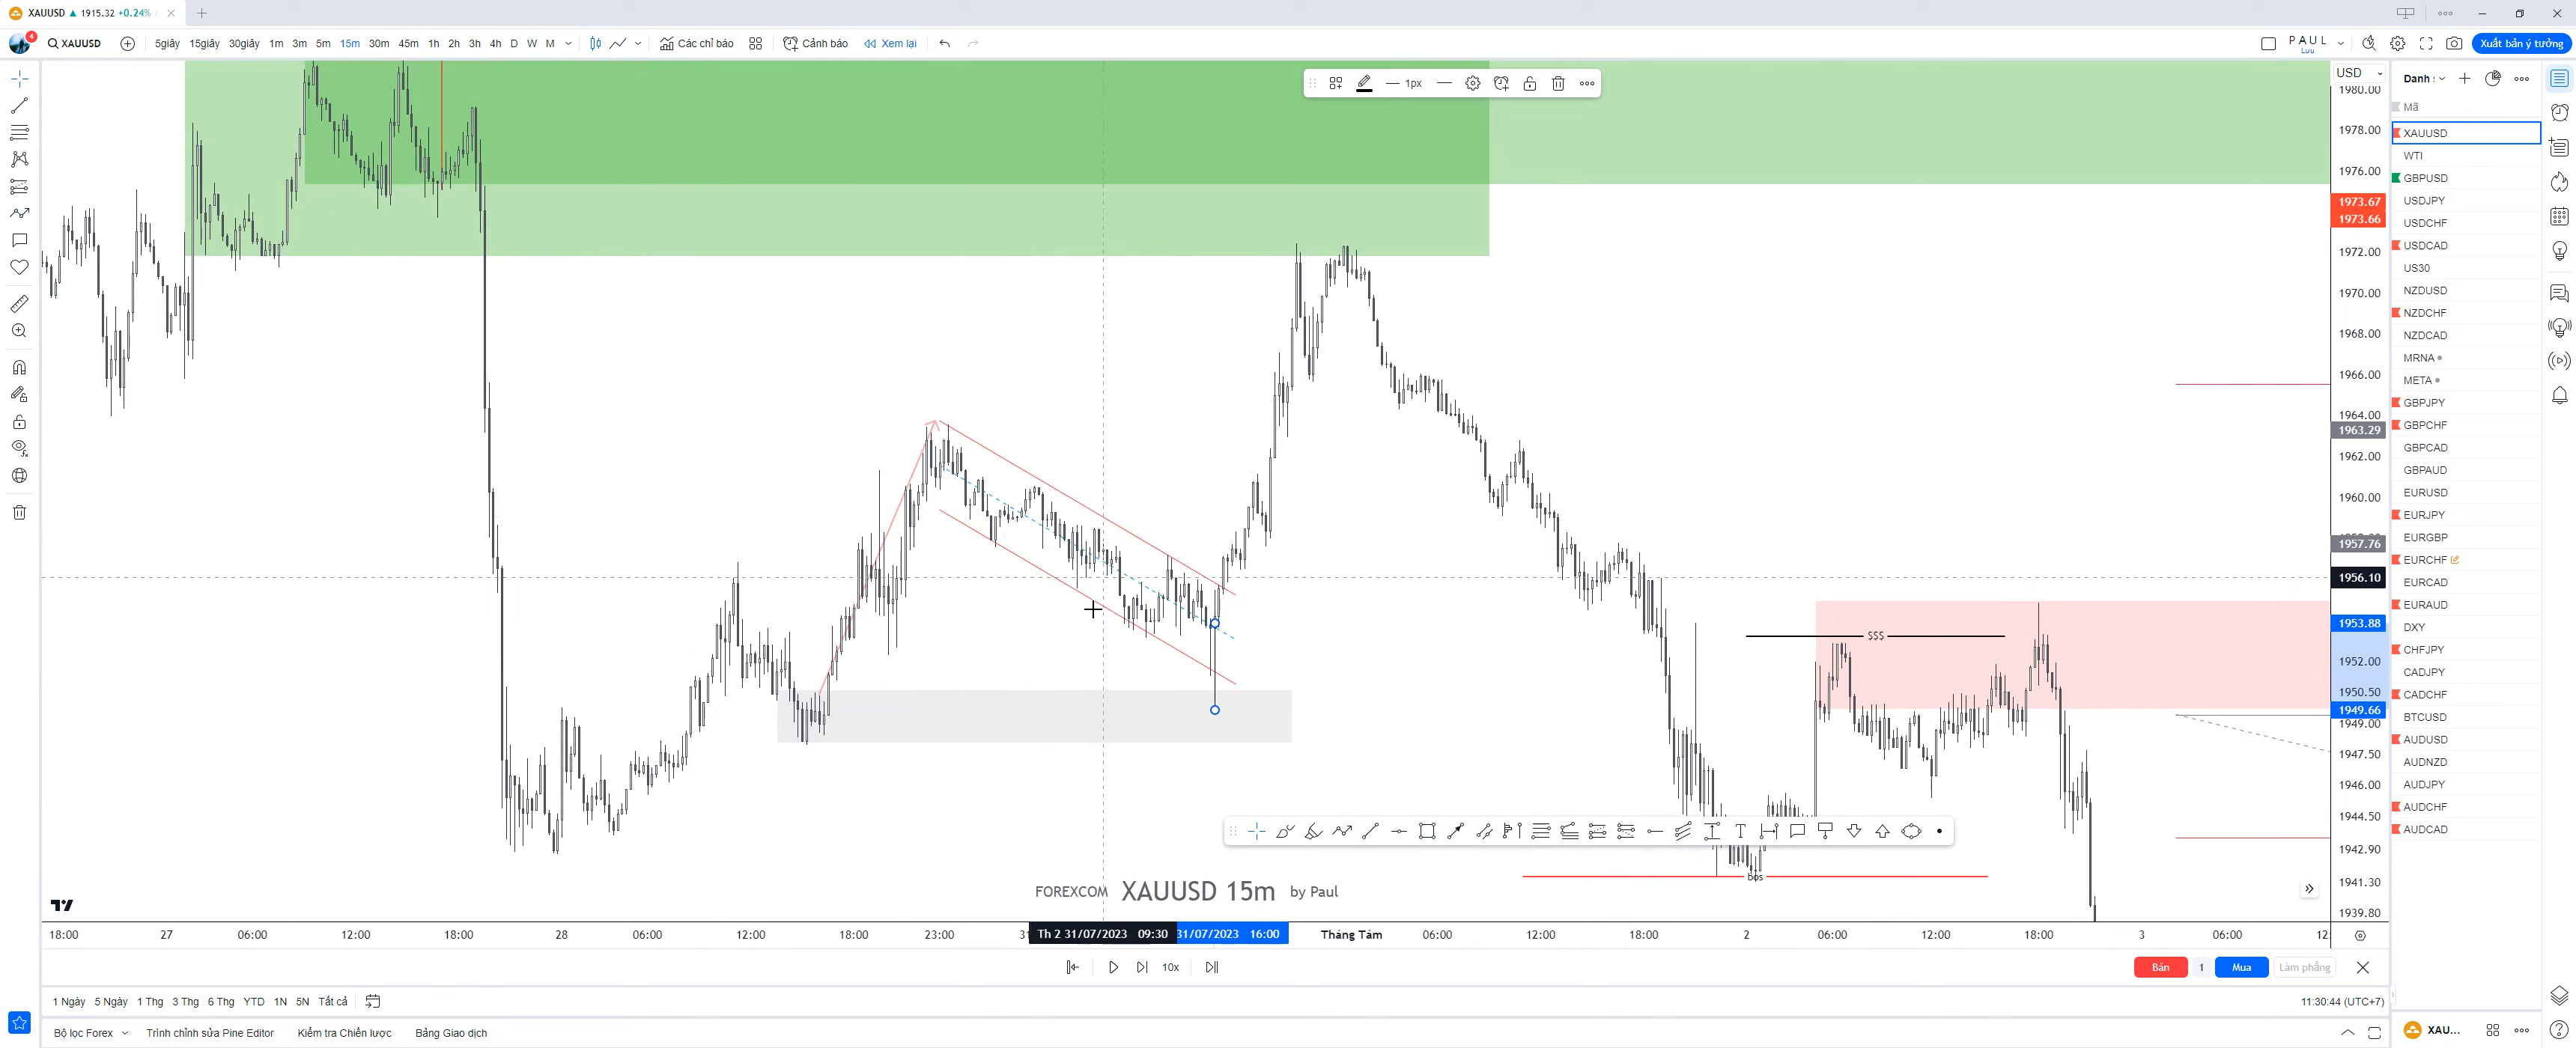 XAUUSD ▲ 1915.32 +0.24%
4 XAUUSD 5giây 15giây 30giây 1m 3m 5m 15m 30m 45m 1h 2h 3h 4h D W M Các chỉ báo Cảnh báo Xem lại PAUL Lưu Xuất bản ý tưởng
1px
USD
1980.00
1978.00
1976.00
1973.67
1973.66
1972.00
1970.00
1968.00
1966.00
1964.00
1963.29
1962.00
1960.00
1957.76
1956.10
1953.88
1952.00
1950.50
1949.66
1949.00
1947.50
1946.00
1944.50
1942.90
1941.30
1939.80
$$$
bos
FOREXCOM XAUUSD 15m by Paul
18:00 27 06:00 12:00 18:00 28 06:00 12:00 18:00 23:00 31 Th 2 31/07/2023 09:30 31/07/2023 16:00 Tháng Tám 06:00 12:00 18:00 2 06:00 12:00 18:00 3 06:00 12:
10x
Bán 1 Mua Làm phẳng
1 Ngày 5 Ngày 1 Thg 3 Thg 6 Thg YTD 1N 5N Tất cả 11:30:44 (UTC+7)
Bộ lọc Forex Trình chỉnh sửa Pine Editor Kiểm tra Chiến lược Bảng Giao dịch
Danh :
Mã
XAUUSD
WTI
GBPUSD
USDJPY
USDCHF
USDCAD
US30
NZDUSD
NZDCHF
NZDCAD
MRNA
META
GBPJPY
GBPCHF
GBPCAD
GBPAUD
EURUSD
EURJPY
EURGBP
EURCHF
EURCAD
EURAUD
DXY
CHFJPY
CADJPY
CADCHF
BTCUSD
AUDUSD
AUDNZD
AUDJPY
AUDCHF
AUDCAD
XAU...